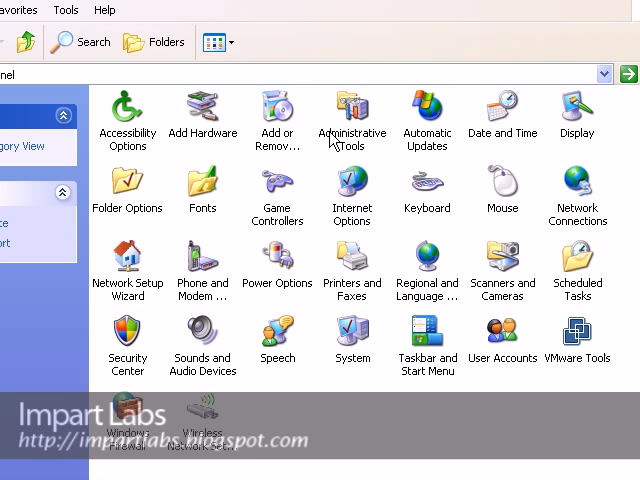 avorites Tools Help
Search Folders
nel
gory View
te
ort
Accessibility Options
Add Hardware
Add or Remov...
Administrative Tools
Automatic Updates
Date and Time
Display
Folder Options
Fonts
Game Controllers
Internet Options
Keyboard
Mouse
Network Connections
Network Setup Wizard
Phone and Modem ...
Power Options
Printers and Faxes
Regional and Language ...
Scanners and Cameras
Scheduled Tasks
Security Center
Sounds and Audio Devices
Speech
System
Taskbar and Start Menu
User Accounts
VMware Tools
Windows Firewall
Wireless Network Set...
Impart Labs
http://impartlabs.blogspot.com